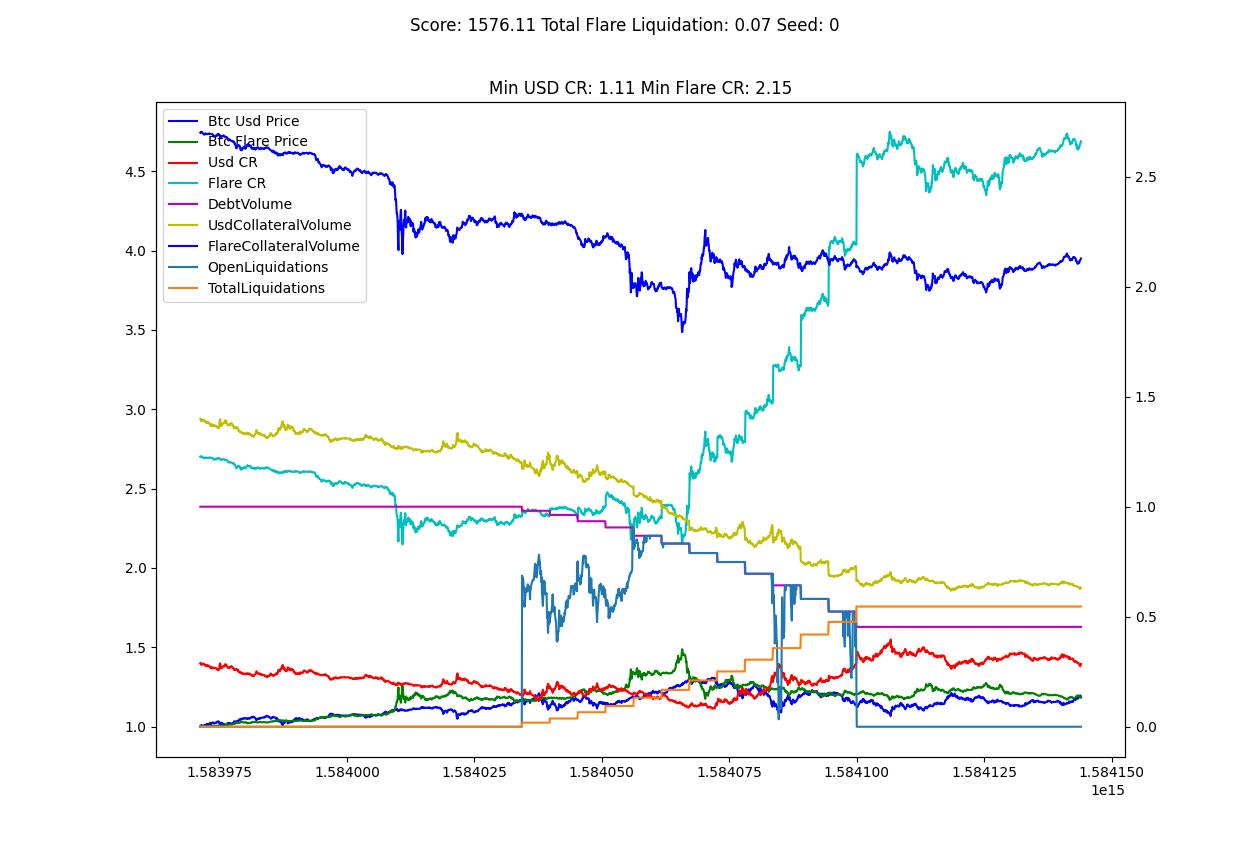 Score: 1576.11 Total Flare Liquidation: 0.07 Seed: 0
Min USD CR: 1.11 Min Flare CR: 2.15
Btc Usd Price
Btc Flare Price
Usd CR
Flare CR
DebtVolume
UsdCollateralVolume
FlareCollateralVolume
OpenLiquidations
TotalLiquidations
4.5
4.0
3.5
3.0
2.5
2.0
1.5
1.0
2.5
2.0
1.5
1.0
0.5
0.0
1.583975 1.584000 1.584025 1.584050 1.584075 1.584100 1.584125 1.584150
1e15